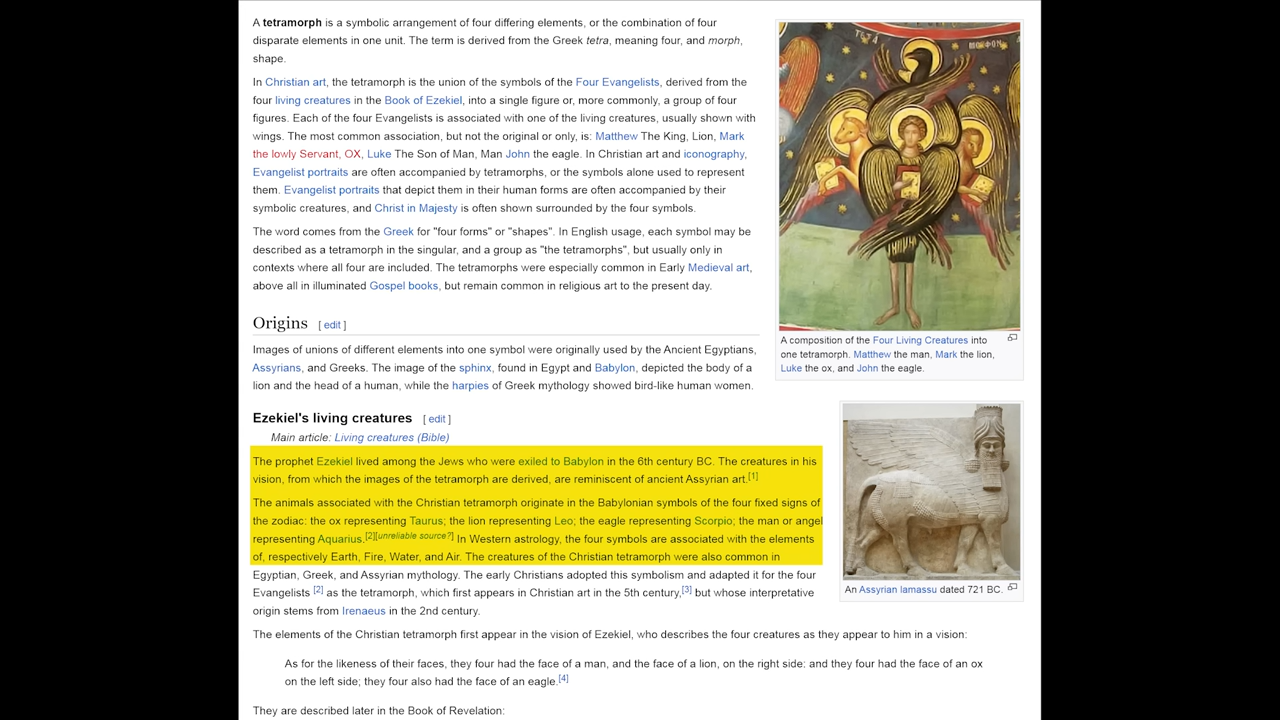 A tetramorph is a symbolic arrangement of four differing elements, or the combination of four
disparate elements in one unit. The term is derived from the Greek tetra, meaning four, and morph,
shape.
In Christian art, the tetramorph is the union of the symbols of the Four Evangelists, derived from the
four living creatures in the Book of Ezekiel, into a single figure or, more commonly, a group of four
figures. Each of the four Evangelists is associated with one of the living creatures, usually shown with
wings. The most common association, but not the original or only, is: Matthew The King, Lion, Mark
the lowly Servant, OX, Luke The Son of Man, Man John the eagle. In Christian art and iconography,
Evangelist portraits are often accompanied by tetramorphs, or the symbols alone used to represent
them. Evangelist portraits that depict them in their human forms are often accompanied by their
symbolic creatures, and Christ in Majesty is often shown surrounded by the four symbols.
The word comes from the Greek for "four forms" or "shapes". In English usage, each symbol may be
described as a tetramorph in the singular, and a group as "the tetramorphs", but usually only in
contexts where all four are included. The tetramorphs were especially common in Early Medieval art,
above all in illuminated Gospel books, but remain common in religious art to the present day.
A composition of the Four Living Creatures into
one tetramorph. Matthew the man, Mark the lion,
Luke the ox, and John the eagle.
Origins [ edit ]
Images of unions of different elements into one symbol were originally used by the Ancient Egyptians,
Assyrians, and Greeks. The image of the sphinx, found in Egypt and Babylon, depicted the body of a
lion and the head of a human, while the harpies of Greek mythology showed bird-like human women.
Ezekiel's living creatures [ edit ]
Main article: Living creatures (Bible)
The prophet Ezekiel lived among the Jews who were exiled to Babylon in the 6th century BC. The creatures in his
vision, from which the images of the tetramorph are derived, are reminiscent of ancient Assyrian art.[1]
The animals associated with the Christian tetramorph originate in the Babylonian symbols of the four fixed signs of
the zodiac: the ox representing Taurus; the lion representing Leo; the eagle representing Scorpio; the man or angel
representing Aquarius.[2][unreliable source?] In Western astrology, the four symbols are associated with the elements
of, respectively Earth, Fire, Water, and Air. The creatures of the Christian tetramorph were also common in
Egyptian, Greek, and Assyrian mythology. The early Christians adopted this symbolism and adapted it for the four
Evangelists [2] as the tetramorph, which first appears in Christian art in the 5th century,[3] but whose interpretative
origin stems from Irenaeus in the 2nd century.
An Assyrian lamassu dated 721 BC.
The elements of the Christian tetramorph first appear in the vision of Ezekiel, who describes the four creatures as they appear to him in a vision:
As for the likeness of their faces, they four had the face of a man, and the face of a lion, on the right side: and they four had the face of an ox
on the left side; they four also had the face of an eagle.[4]
They are described later in the Book of Revelation: